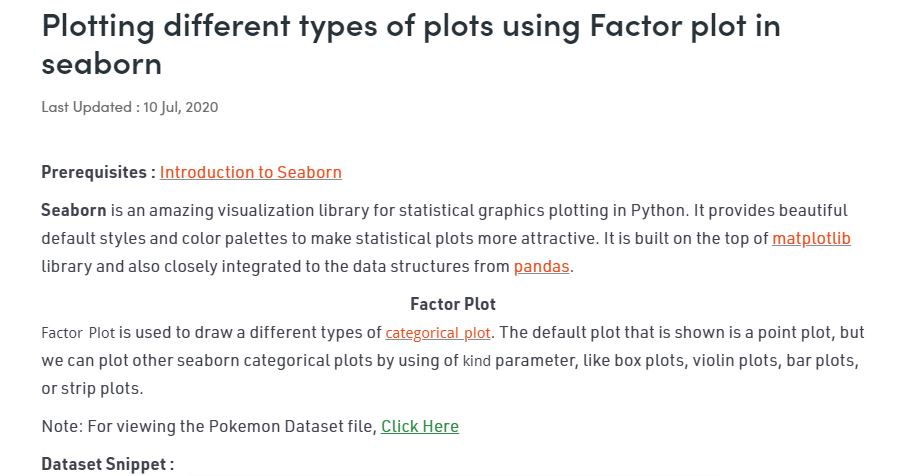 Plotting different types of plots using Factor plot in
seaborn
Last Updated : 10 Jul, 2020
Prerequisites : Introduction to Seaborn
Seaborn is an amazing visualization library for statistical graphics plotting in Python. It provides beautiful
default styles and color palettes to make statistical plots more attractive. It is built on the top of matplotlib
library and also closely integrated to the data structures from pandas.
Factor Plot
Factor Plot is used to draw a different types of categorical plot. The default plot that is shown is a point plot, but
we can plot other seaborn categorical plots by using of kind parameter, like box plots, violin plots, bar plots,
or strip plots.
Note: For viewing the Pokemon Dataset file, Click Here
Dataset Snippet :